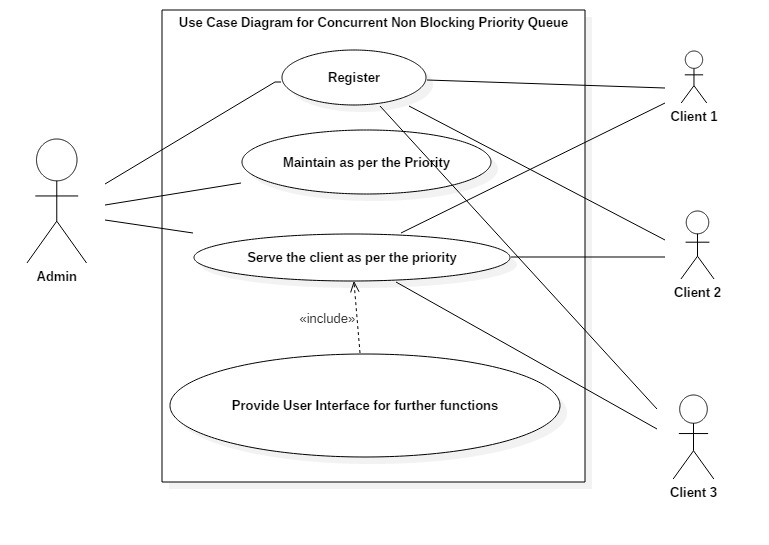 Use Case Diagram for Concurrent Non Blocking Priority Queue
Register
Client 1
Maintain as per the Priority
Admin
Serve the client as per the priority
Client 2
«include»
Provide User Interface for further functions
Client 3